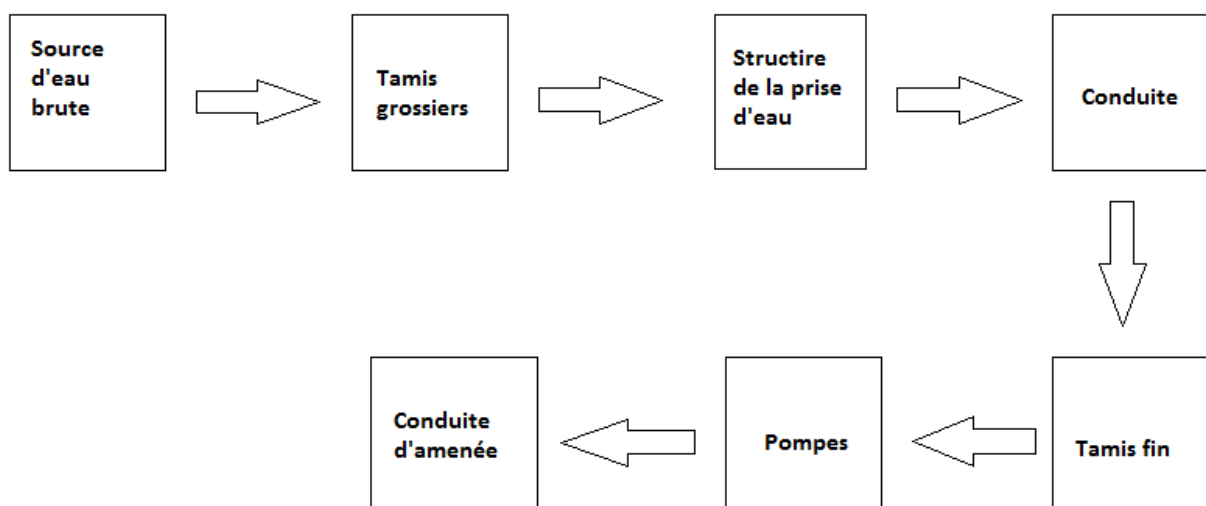 Source
d'eau
brute
Tamis
grossiers
Structire
de la prise
d'eau
Conduite
Conduite
d'amenée
Pompes
Tamis fin